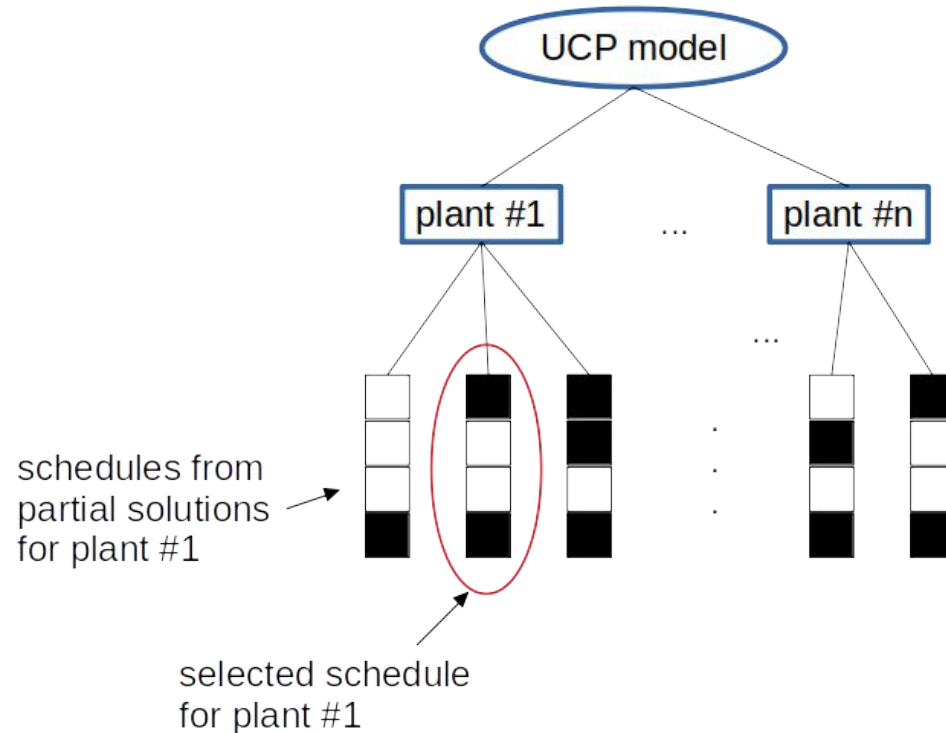 UCP model
plant #1
...
plant #n
...
schedules from
partial solutions
for plant #1
selected schedule
for plant #1